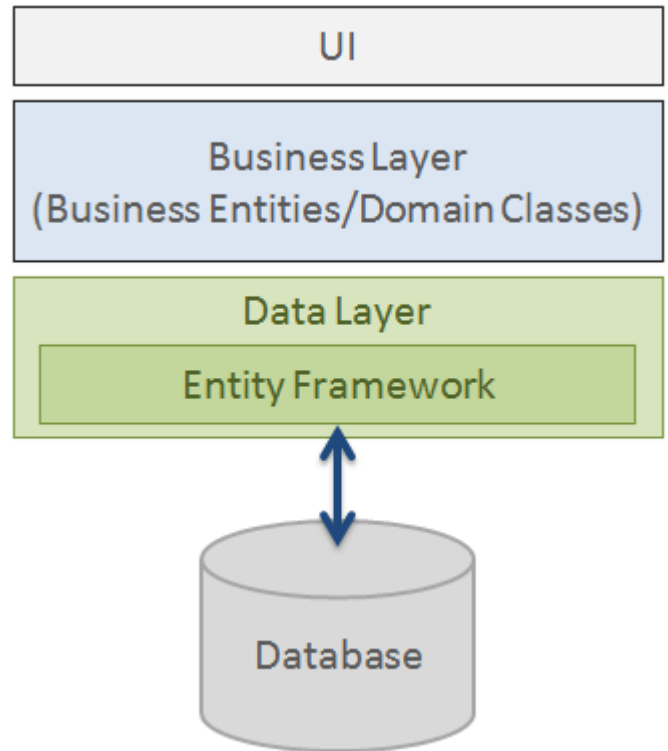 UI
Business Layer
(Business Entities/Domain Classes)
Data Layer
Entity Framework
Database